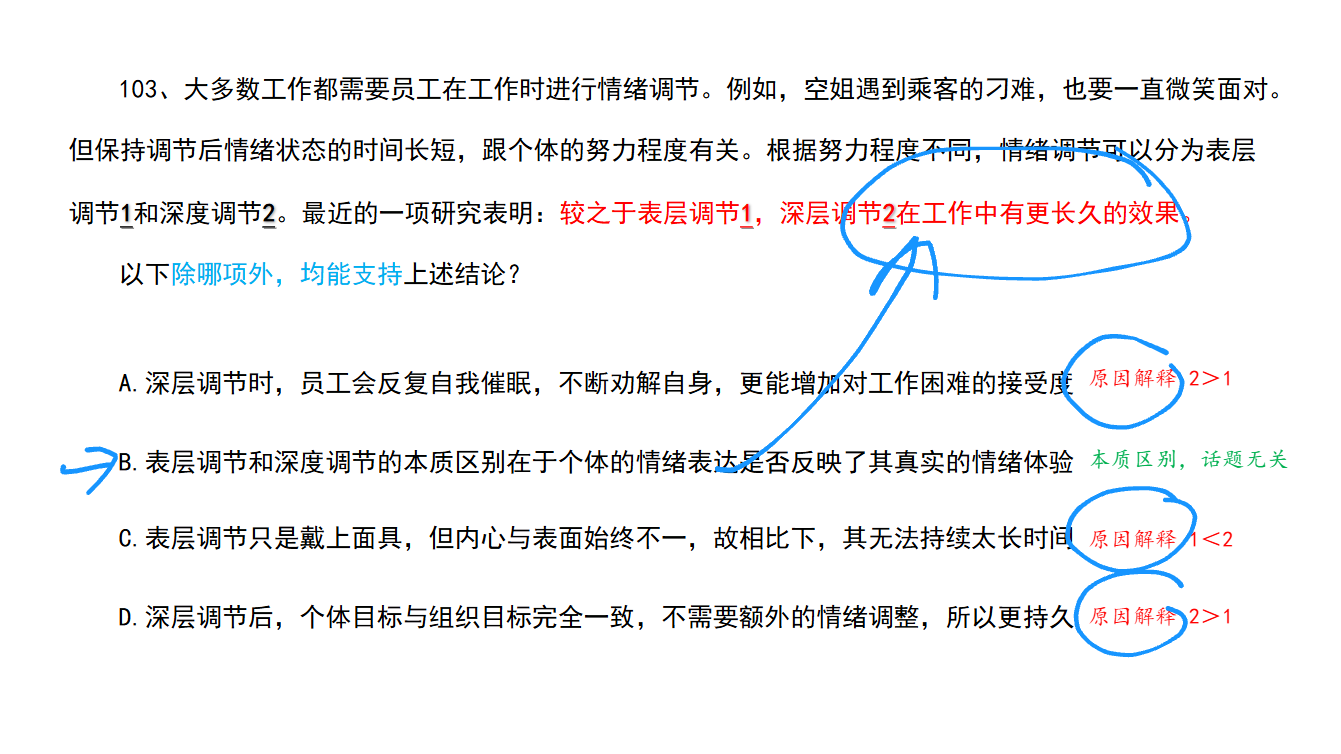 103、大多数工作都需要员工在工作时进行情绪调节。例如，空姐遇到乘客的刁难，也要一直微笑面对。
但保持调节后情绪状态的时间长短，跟个体的努力程度有关。根据努力程度不同，情绪调节可以分为表层
调节1和深度调节2。最近的一项研究表明：较之于表层调节1，深层调节2在工作中有更长久的效果。
以下除哪项外，均能支持上述结论？
A.深层调节时，员工会反复自我催眠，不断劝解自身，更能增加对工作困难的接受度 原因解释 2＞1
B.表层调节和深度调节的本质区别在于个体的情绪表达是否反映了其真实的情绪体验 本质区别，话题无关
C.表层调节只是戴上面具，但内心与表面始终不一，故相比下，其无法持续太长时间 原因解释 1＜2
D.深层调节后，个体目标与组织目标完全一致，不需要额外的情绪调整，所以更持久 原因解释 2＞1